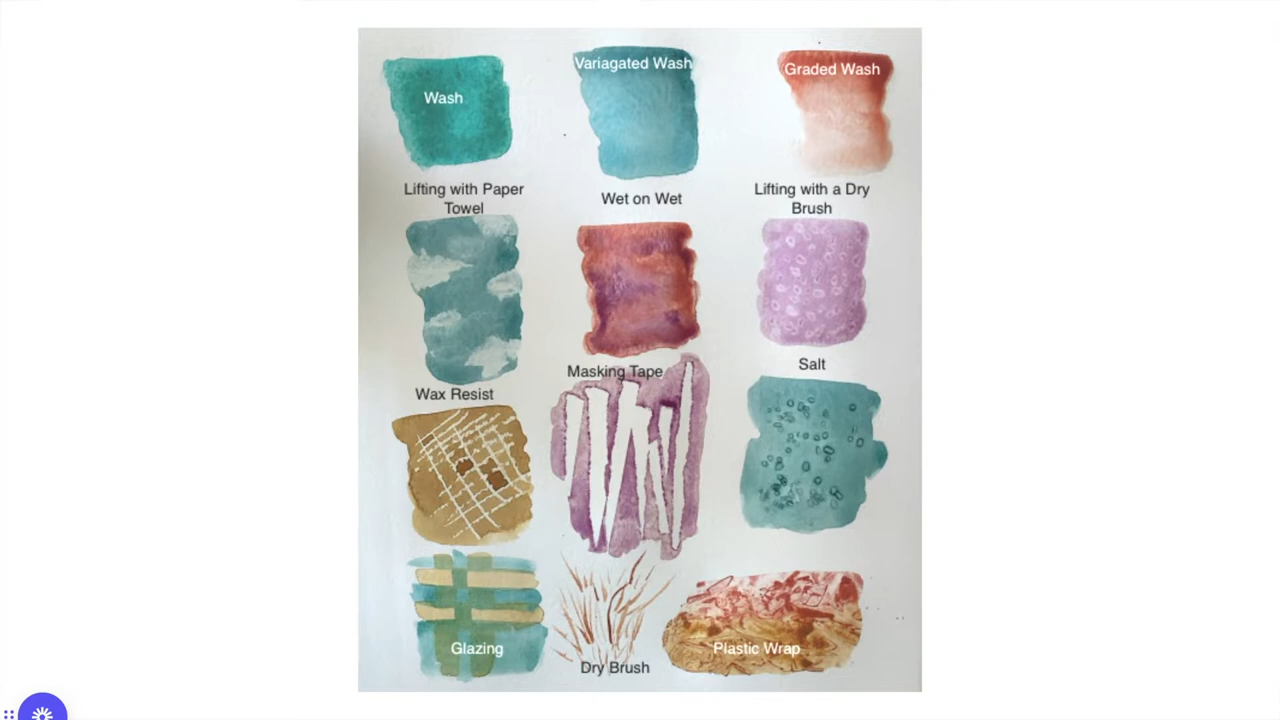 Wash
Variagated Wash
Graded Wash
Lifting with Paper
Towel
Wet on Wet
Lifting with a Dry
Brush
Wax Resist
Masking Tape
Salt
Glazing
Dry Brush
Plastic Wrap